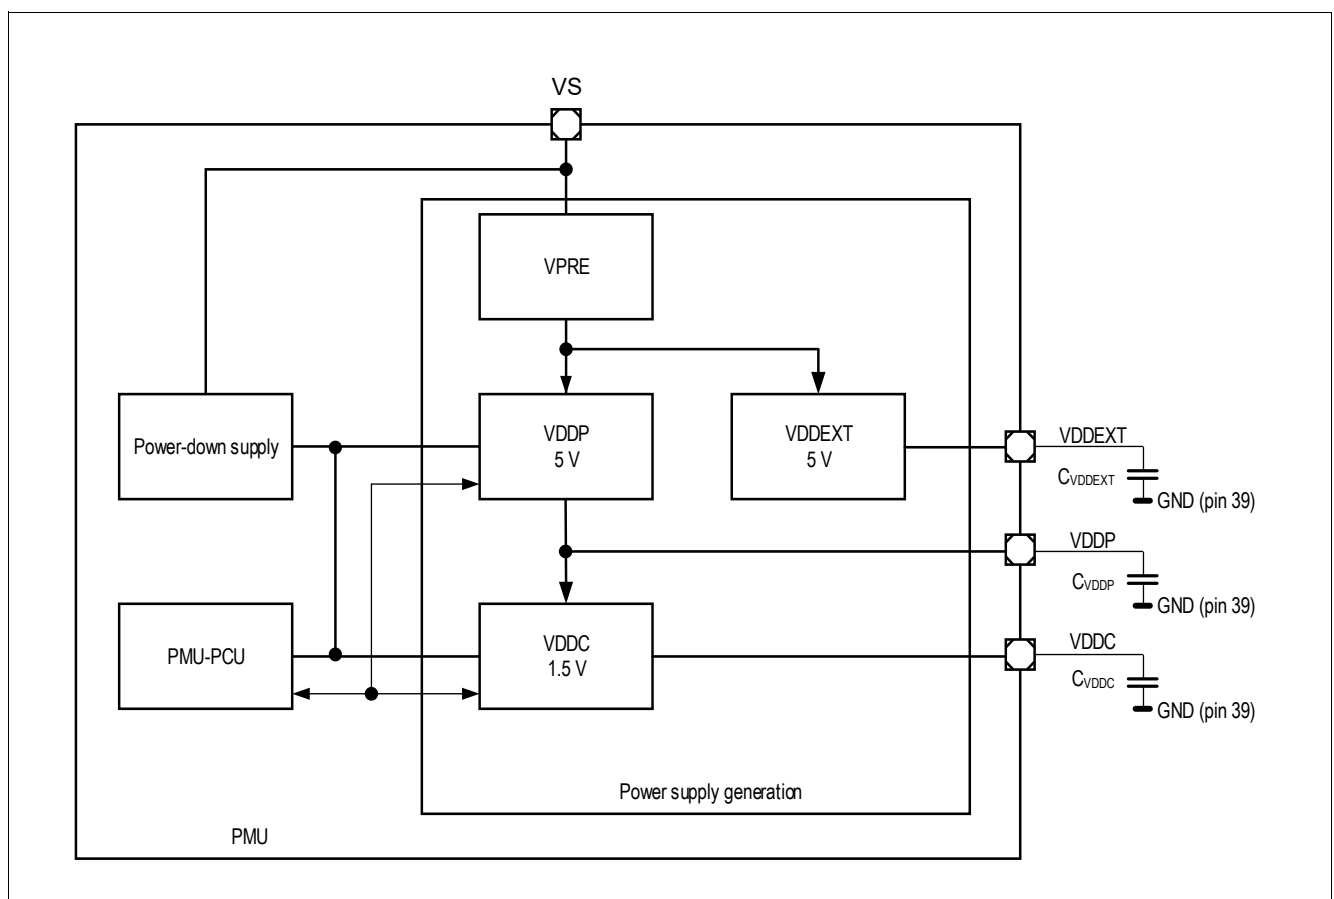 VS
VPRE
Power-down supply
VDDP
5 V
VDDEXT
5 V
VDDEXT
CVDDEXT
GND (pin 39)
VDDP
CVDDP
GND (pin 39)
PMU-PCU
VDDC
1.5 V
VDDC
CVDDC
GND (pin 39)
Power supply generation
PMU